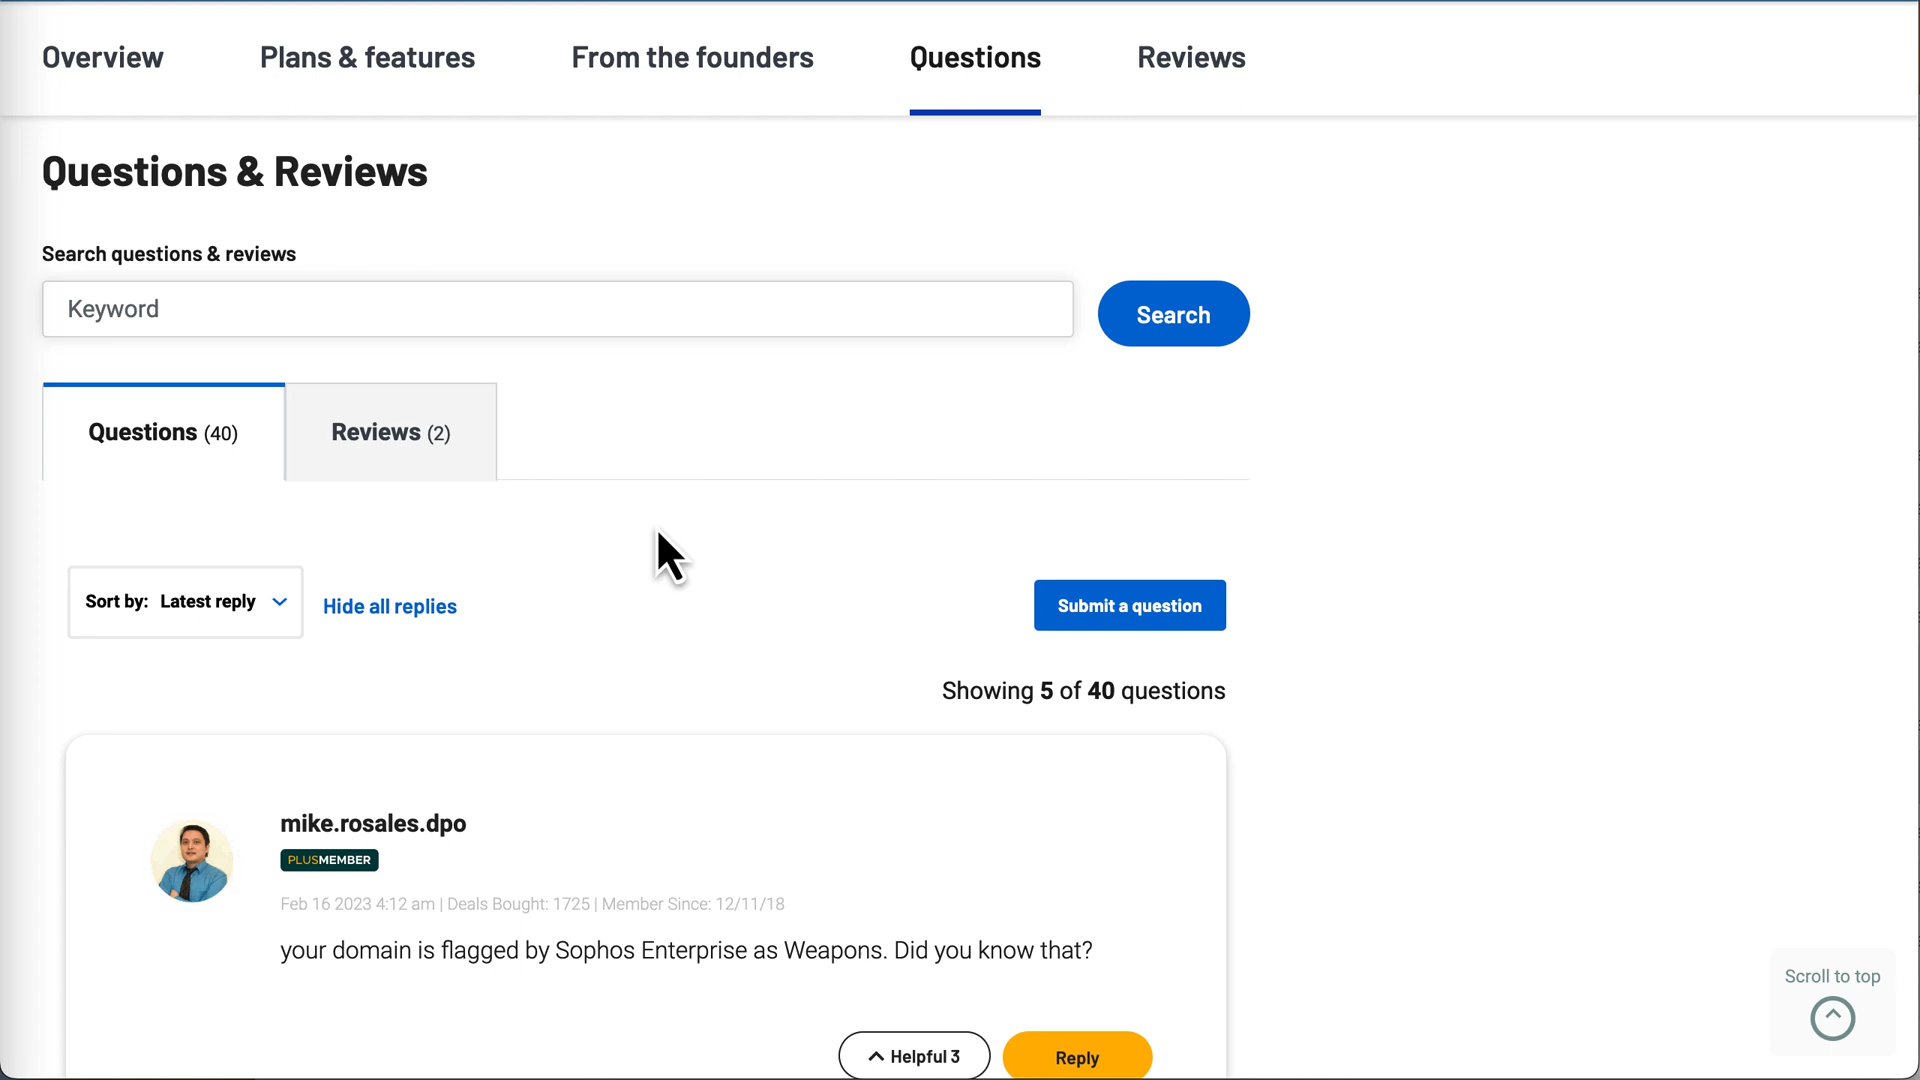 Overview Plans & features From the founders Questions Reviews
Questions & Reviews
Search questions & reviews
Keyword
Search
Questions (40) Reviews (2)
Sort by: Latest reply Hide all replies Submit a question
Showing 5 of 40 questions
mike.rosales.dpo
PLUSMEMBER
Feb 16 2023 4:12 am | Deals Bought: 1725 | Member Since: 12/11/18
your domain is flagged by Sophos Enterprise as Weapons. Did you know that?
Scroll to top
Helpful 3 Reply